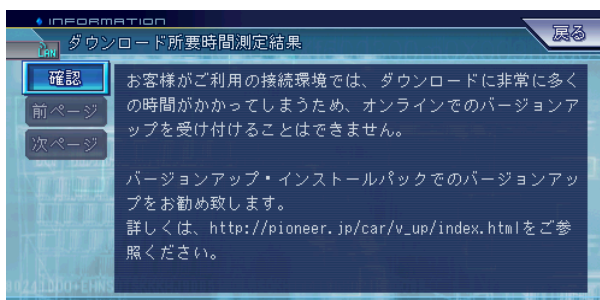 INFORMATION
LAN ダウンロード所要時間測定結果
戻る
確認
前ページ
次ページ
お客様がご利用の接続環境では、ダウンロードに非常に多く
の時間がかかってしまうため、オンラインでのバージョンア
ップを受け付けることはできません。
バージョンアップ・インストールパックでのバージョンアッ
プをお勧め致します。
詳しくは、http://pioneer.jp/car/v_up/index.htmlをご参
照ください。